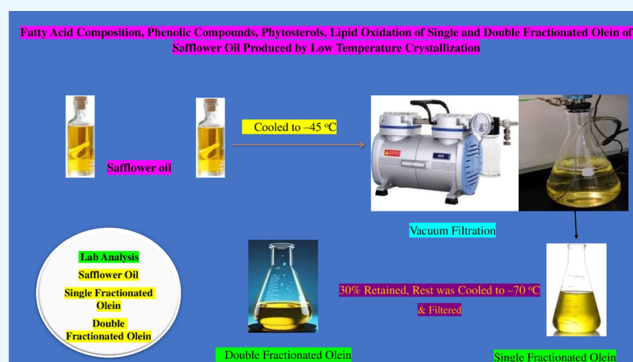 Fatty Acid Composition, Phenolic Compounds, Phytosterols, Lipid Oxidation of Single and Double Fractionated Olein of
Safflower Oil Produced by Low Temperature Crystallization
Cooled to –45 °C
Safflower oil
Vacuum Filtration
Lab Analysis
Safflower Oil
Single Fractionated
Olein
Double
Fractionated Olein
30% Retained, Rest was Cooled to –70 °C
& Filtered
Double Fractionated Olein
Single Fractionated Olein